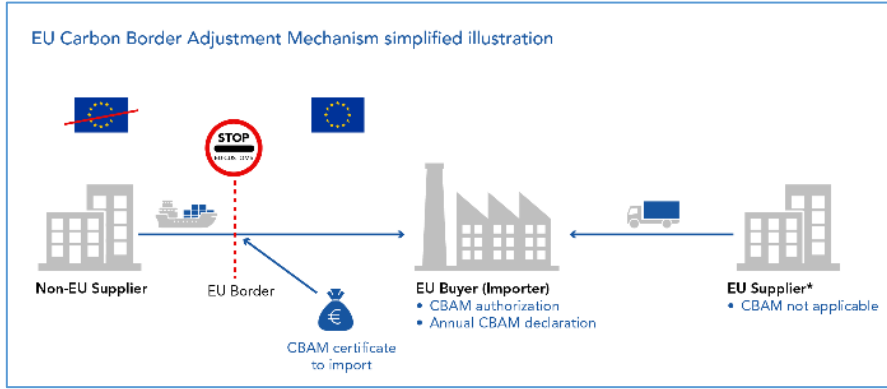 EU Carbon Border Adjustment Mechanism simplified illustration
STOP
Non-EU Supplier
EU Border
CBAM certificate
to import
EU Buyer (Importer)
• CBAM authorization
• Annual CBAM declaration
EU Supplier*
• CBAM not applicable